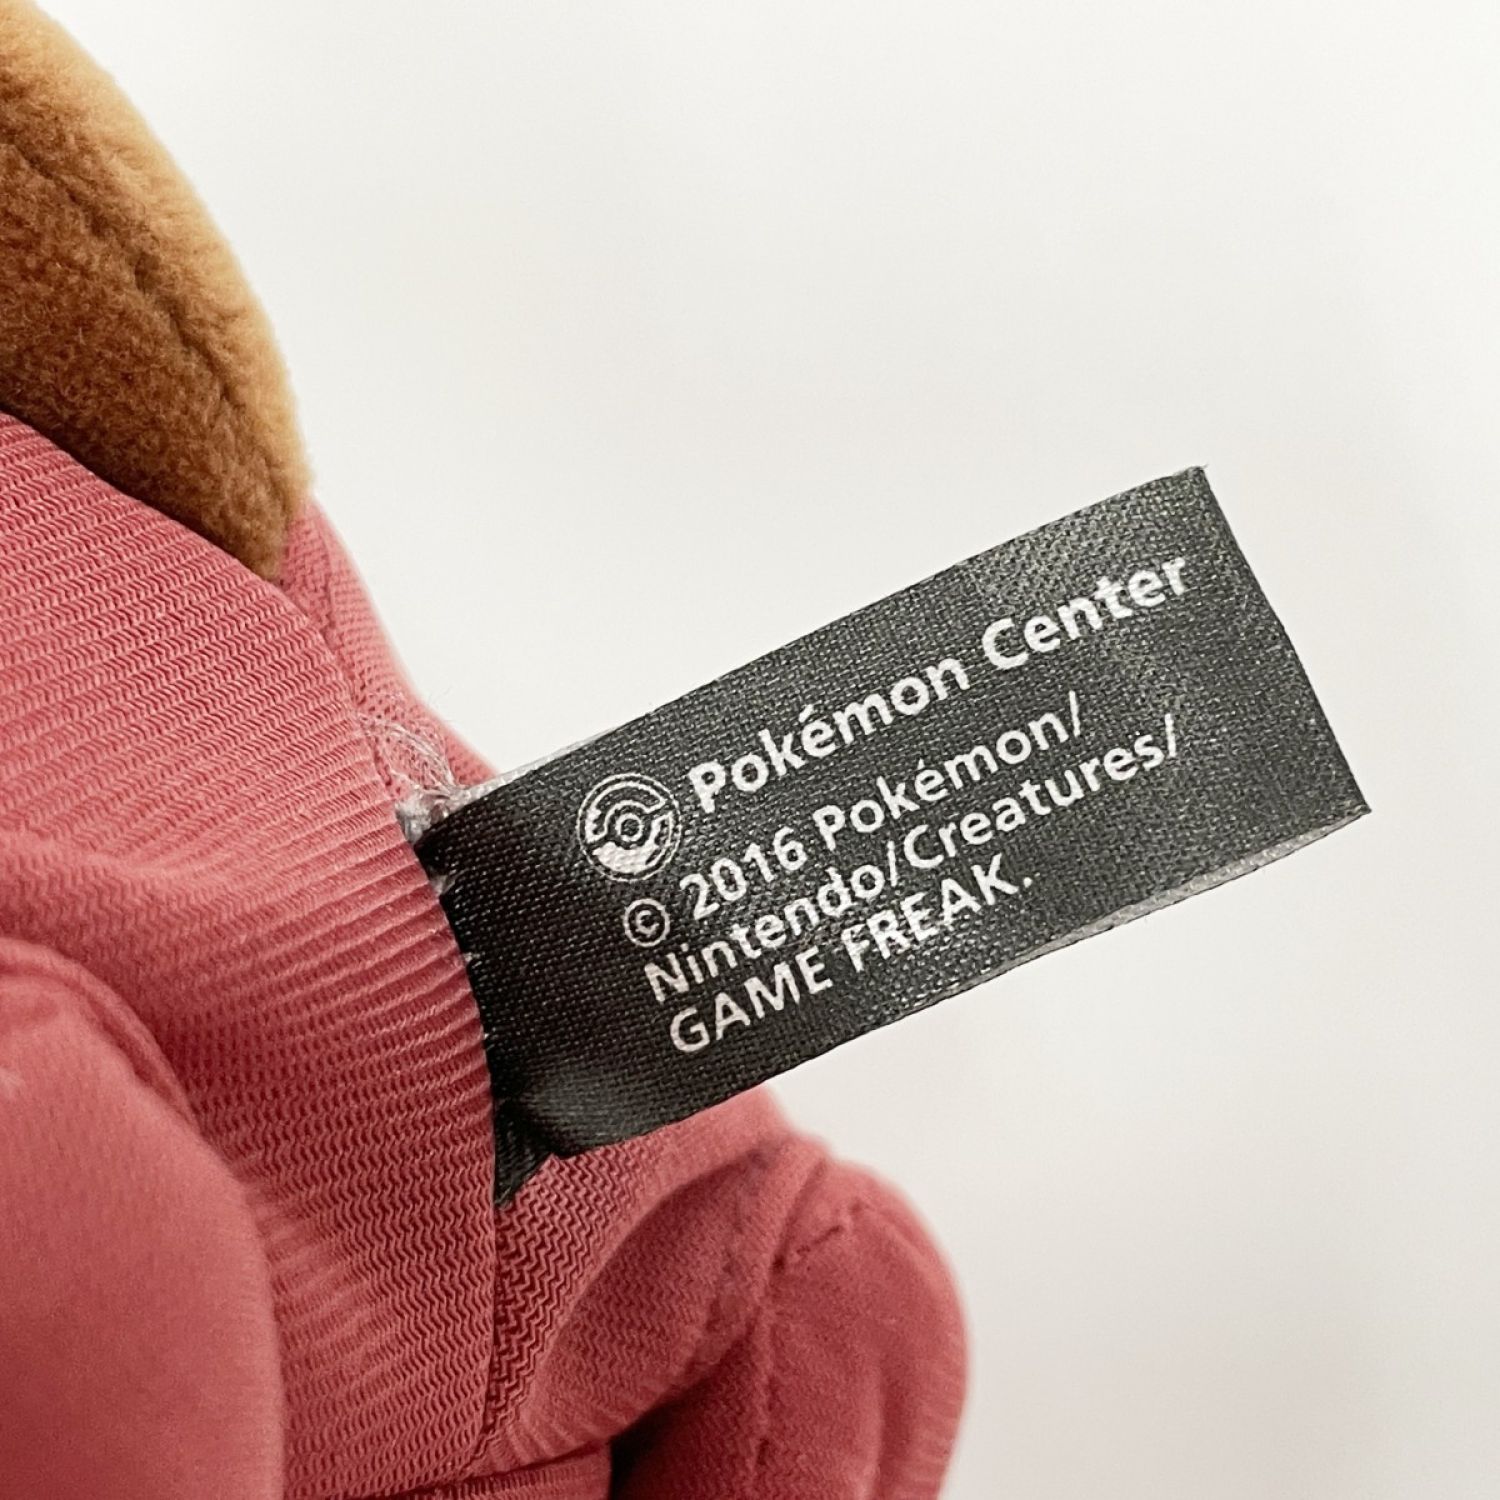 Pokémon Center
© 2016 Pokémon/
Nintendo/Creatures/
GAME FREAK.